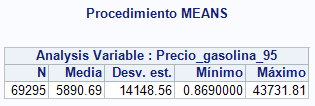 Procedimiento MEANS
Analysis Variable : Precio_gasolina_95
N Media Desv. est. Mínimo Máximo
69295 5890.69 14148.56 0.8690000 43731.81